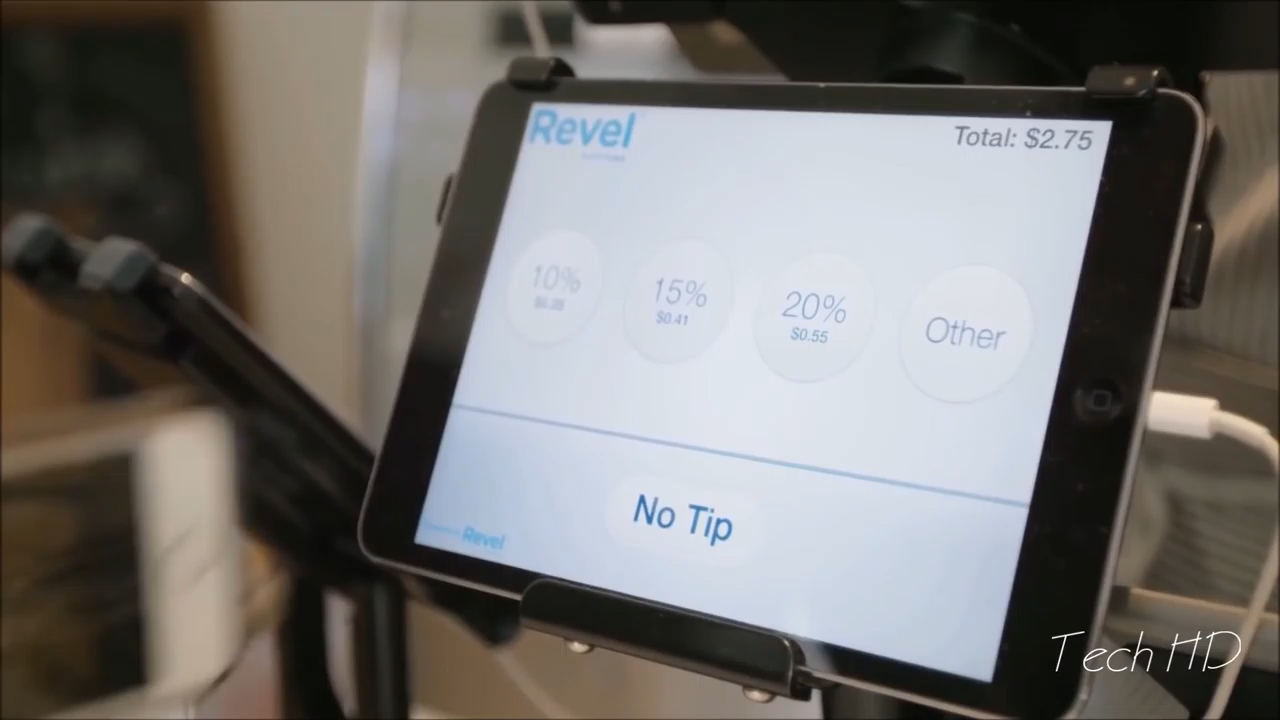 Revel
Total: $2.75
10%
15%
$0.41
20%
$0.55
Other
No Tip
Revel
Tech HD